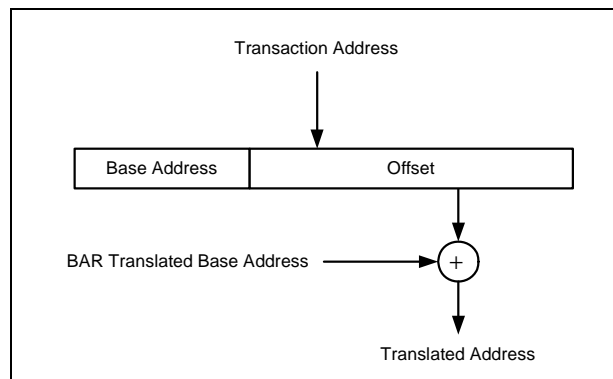 Transaction Address
Base Address Offset
BAR Translated Base Address +
Translated Address